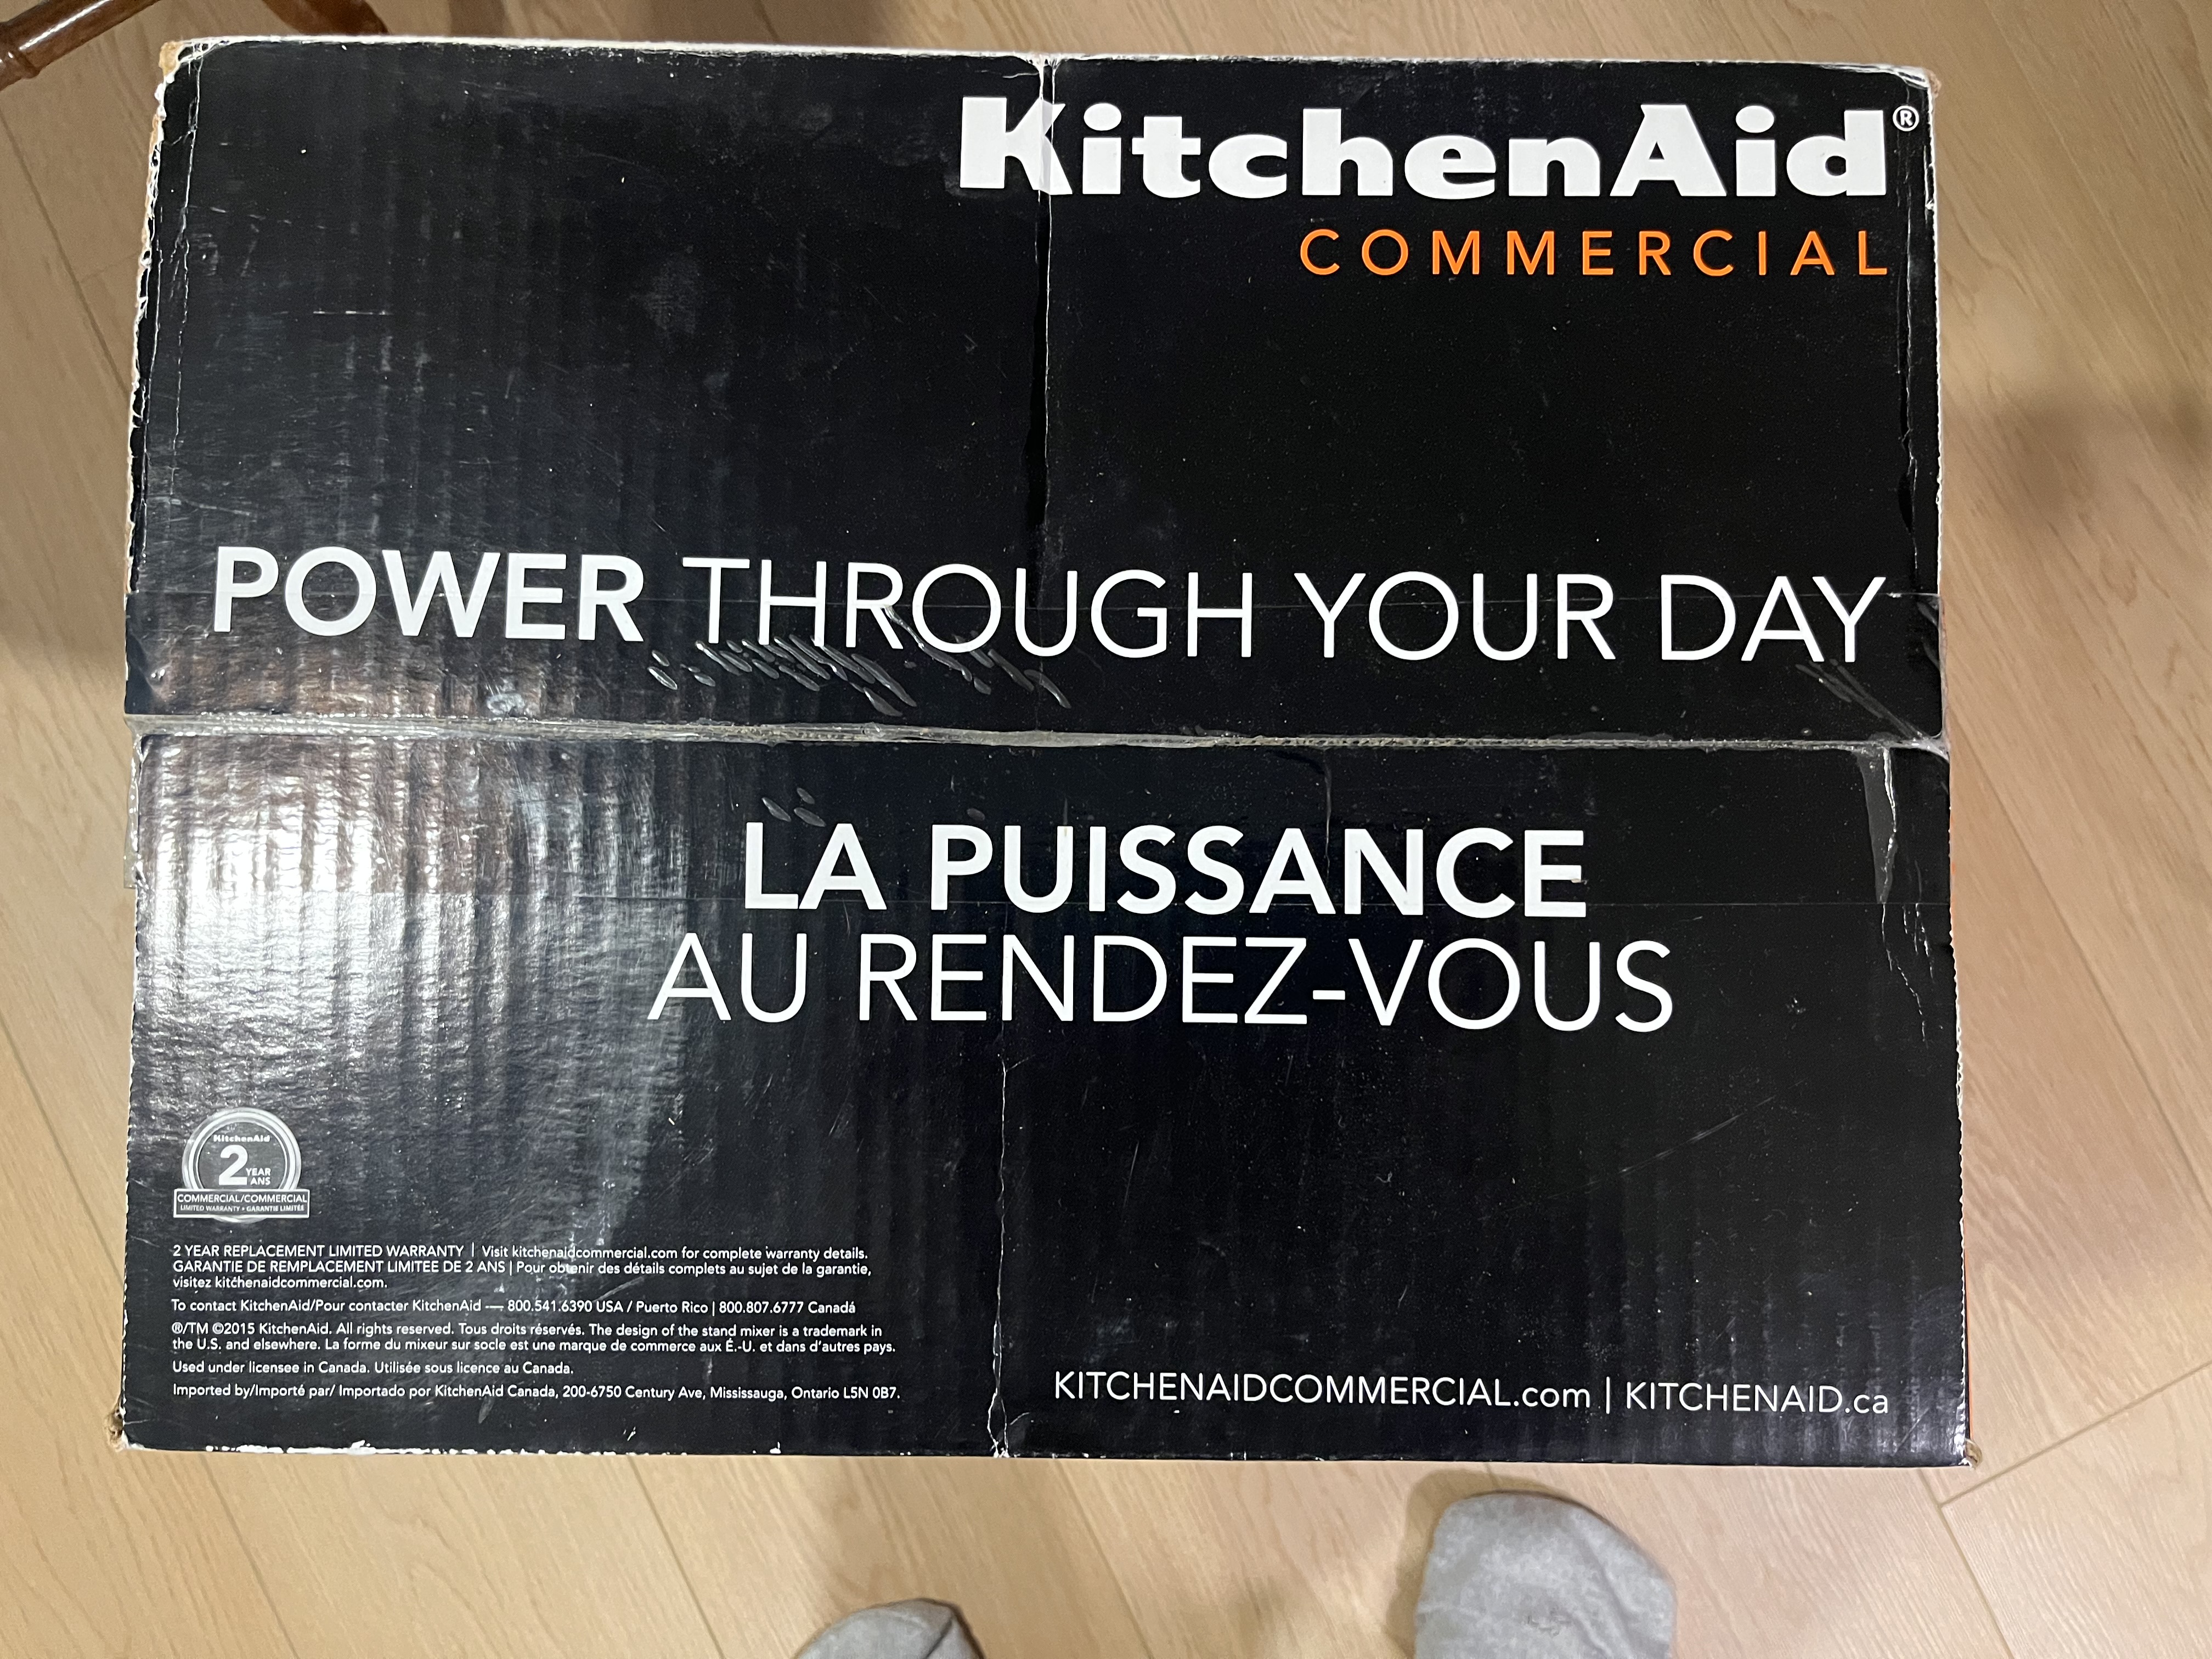 KitchenAid®
COMMERCIAL
POWER THROUGH YOUR DAY
LA PUISSANCE
AU RENDEZ-VOUS
KitchenAid
2 YEAR
ANS
COMMERCIAL/COMMERCIAL
LIMITED WARRANTY • GARANTIE LIMITÉE
2 YEAR REPLACEMENT LIMITED WARRANTY | Visit kitchenaidcommercial.com for complete warranty details.
GARANTIE DE REMPLACEMENT LIMITEE DE 2 ANS | Pour obtenir des détails complets au sujet de la garantie,
visitez kitchenaidcommercial.com.
To contact KitchenAid/Pour contacter KitchenAid — 800.541.6390 USA / Puerto Rico | 800.807.6777 Canadá
®/TM ©2015 KitchenAid. All rights reserved. Tous droits réservés. The design of the stand mixer is a trademark in
the U.S. and elsewhere. La forme du mixeur sur socle est une marque de commerce aux É.-U. et dans d'autres pays.
Used under licensee in Canada. Utilisée sous licence au Canada.
Imported by/Importé par/ Importado por KitchenAid Canada, 200-6750 Century Ave, Mississauga, Ontario L5N 0B7.
KITCHENAIDCOMMERCIAL.com | KITCHENAID.ca